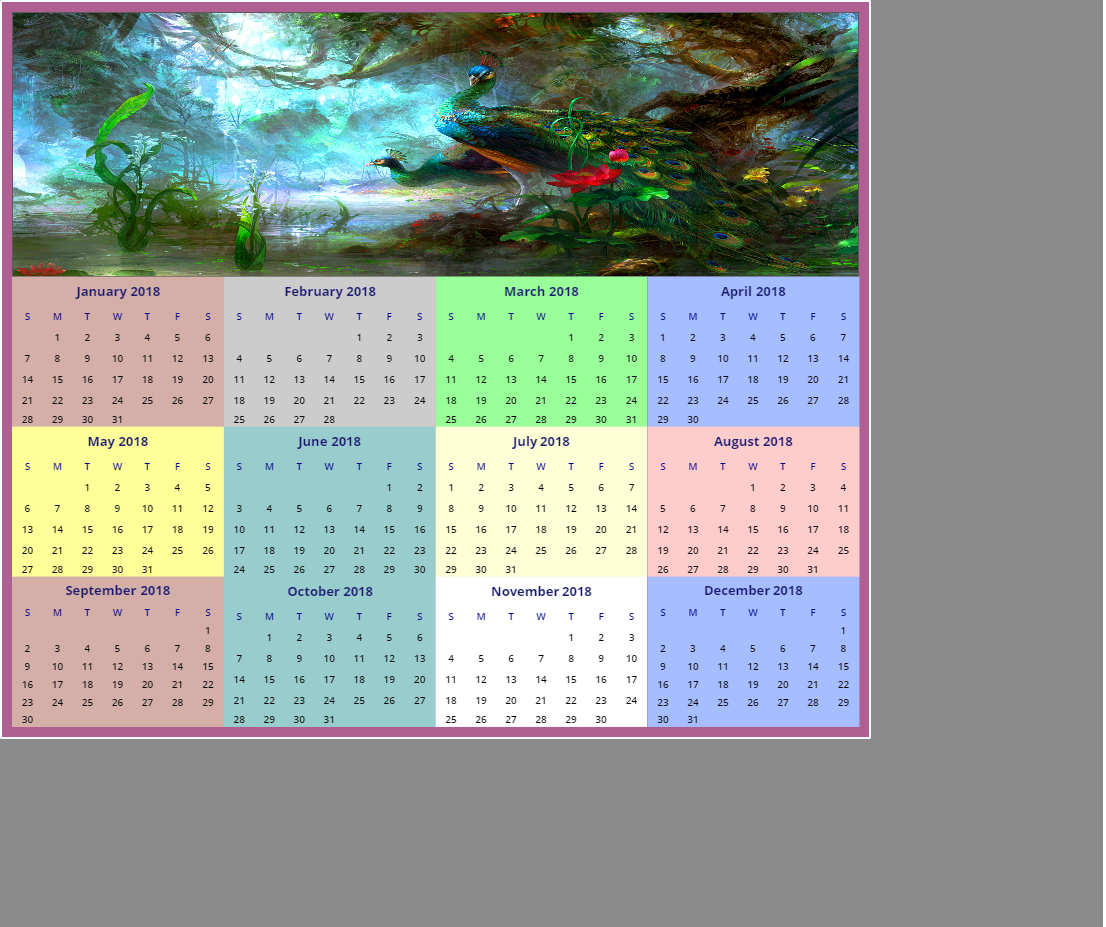 January 2018
S M T W T F S
1 2 3 4 5 6
7 8 9 10 11 12 13
14 15 16 17 18 19 20
21 22 23 24 25 26 27
28 29 30 31
February 2018
S M T W T F S
1 2 3
4 5 6 7 8 9 10
11 12 13 14 15 16 17
18 19 20 21 22 23 24
25 26 27 28
March 2018
S M T W T F S
1 2 3
4 5 6 7 8 9 10
11 12 13 14 15 16 17
18 19 20 21 22 23 24
25 26 27 28 29 30 31
April 2018
S M T W T F S
1 2 3 4 5 6 7
8 9 10 11 12 13 14
15 16 17 18 19 20 21
22 23 24 25 26 27 28
29 30
May 2018
S M T W T F S
1 2 3 4 5
6 7 8 9 10 11 12
13 14 15 16 17 18 19
20 21 22 23 24 25 26
27 28 29 30 31
June 2018
S M T W T F S
1 2
3 4 5 6 7 8 9
10 11 12 13 14 15 16
17 18 19 20 21 22 23
24 25 26 27 28 29 30
July 2018
S M T W T F S
1 2 3 4 5 6 7
8 9 10 11 12 13 14
15 16 17 18 19 20 21
22 23 24 25 26 27 28
29 30 31
August 2018
S M T W T F S
1 2 3 4
5 6 7 8 9 10 11
12 13 14 15 16 17 18
19 20 21 22 23 24 25
26 27 28 29 30 31
September 2018
S M T W T F S
1
2 3 4 5 6 7 8
9 10 11 12 13 14 15
16 17 18 19 20 21 22
23 24 25 26 27 28 29
30
October 2018
S M T W T F S
1 2 3 4 5 6
7 8 9 10 11 12 13
14 15 16 17 18 19 20
21 22 23 24 25 26 27
28 29 30 31
November 2018
S M T W T F S
1 2 3
4 5 6 7 8 9 10
11 12 13 14 15 16 17
18 19 20 21 22 23 24
25 26 27 28 29 30
December 2018
S M T W T F S
1
2 3 4 5 6 7 8
9 10 11 12 13 14 15
16 17 18 19 20 21 22
23 24 25 26 27 28 29
30 31